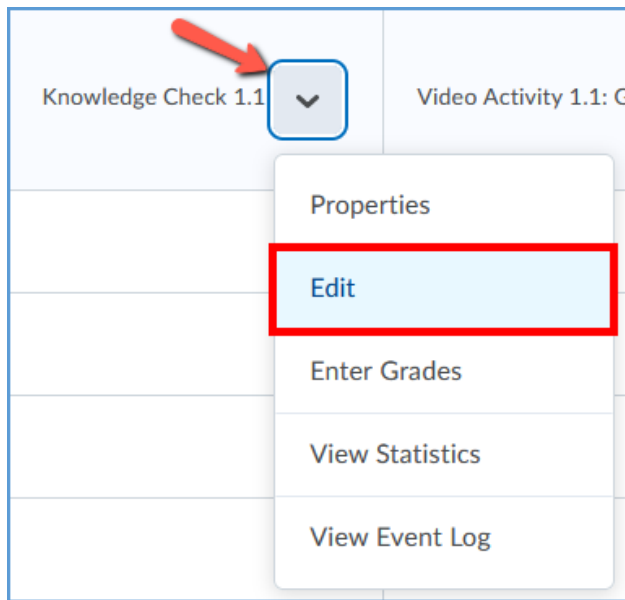 Knowledge Check 1.1
Video Activity 1.1: G
Properties
Edit
Enter Grades
View Statistics
View Event Log